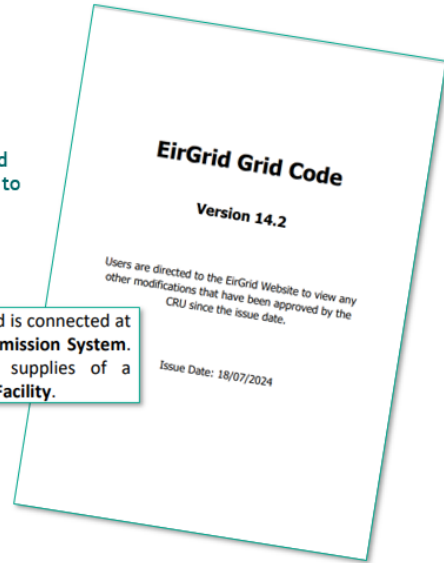 d
to
EirGrid Grid Code
Version 14.2
Users are directed to the EirGrid Website to view any
other modifications that have been approved by the
CRU since the issue date.
d is connected at
mission System.
supplies of a
Facility.
Issue Date: 18/07/2024